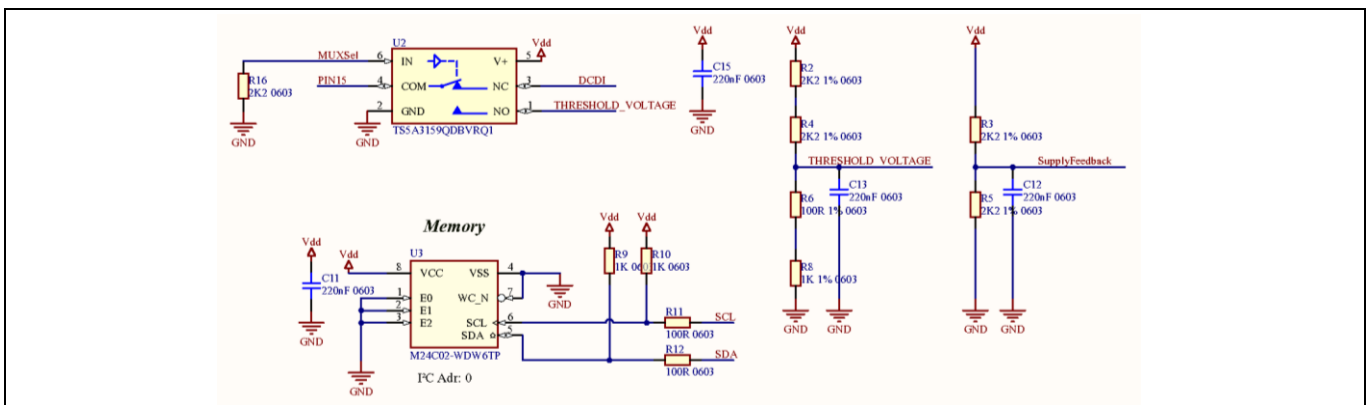 U2
MUXSel
6
IN
V+
5
Vdd
R16
2K2 0603
PIN15
4
COM
NC
3
DCDI
2
GND
NO
1
THRESHOLD_VOLTAGE
GND
GND
TS5A3159QDBVRQ1
Vdd
C15
220nF 0603
GND
Vdd
R2
2K2 1% 0603
R4
2K2 1% 0603
THRESHOLD_VOLTAGE
C13
220nF 0603
R6
100R 1% 0603
R8
1K 1% 0603
GND
GND
Vdd
R3
2K2 1% 0603
SupplyFeedback
C12
220nF 0603
R5
2K2 1% 0603
GND
GND
Memory
Vdd
C11
220nF 0603
GND
Vdd
U3
8
VCC
VSS
4
1
E0
WC_N
7
2
E1
3
E2
SCL
6
SDA
5
GND
M24C02-WDW6TP
I²C Adr: 0
GND
Vdd
R9
1K 0603
Vdd
R10
1K 0603
R11
SCL
100R 0603
R12
SDA
100R 0603